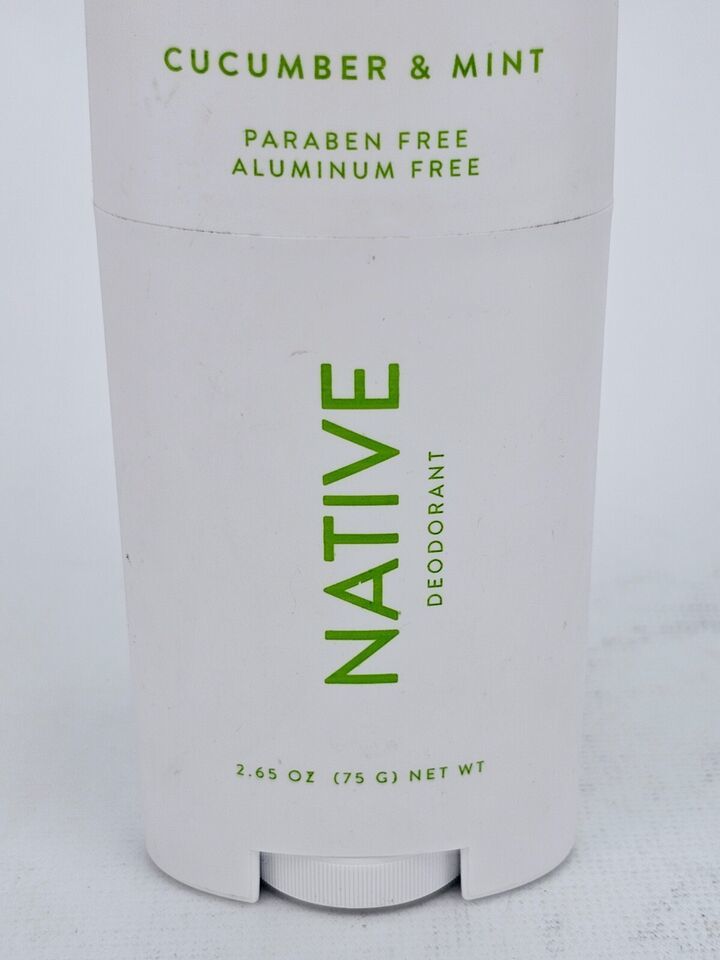 CUCUMBER & MINT
PARABEN FREE
ALUMINUM FREE
NATIVE
DEODORANT
2.65 OZ (75 G) NET WT